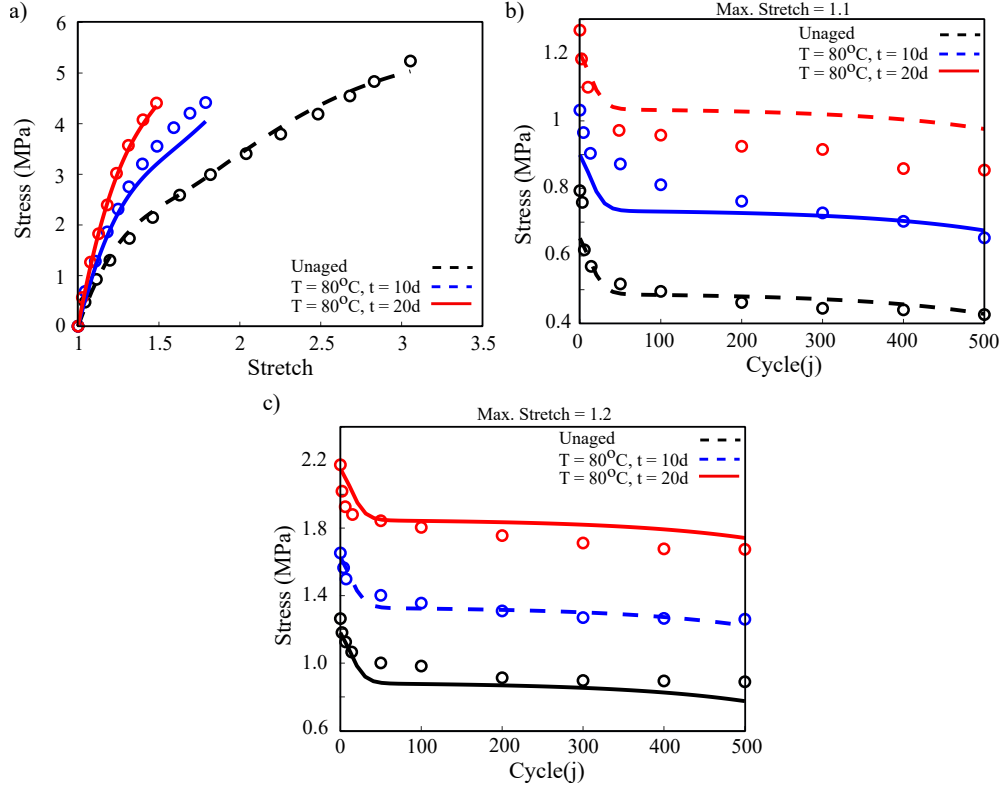 a)
Stress (MPa)
6
5
4
3
2
1
0
1
1.5
2
2.5
3
3.5
Stretch
Unaged
T = 80ᴼC, t = 10d
T = 80ᴼC, t = 20d
b)
Max. Stretch = 1.1
Stress (MPa)
1.2
1
0.8
0.6
0.4
0
100
200
300
400
500
Cycle(j)
Unaged
T = 80ᴼC, t = 10d
T = 80ᴼC, t = 20d
c)
Max. Stretch = 1.2
Stress (MPa)
2.2
1.8
1.4
1.0
0.6
0
100
200
300
400
500
Cycle(j)
Unaged
T = 80ᴼC, t = 10d
T = 80ᴼC, t = 20d